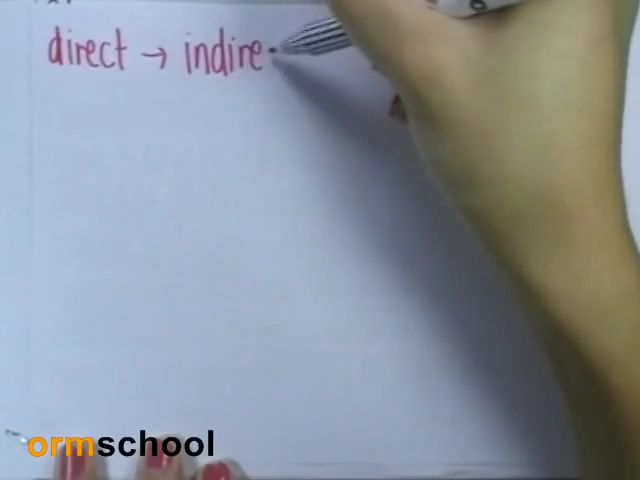 direct → indire
ormschool